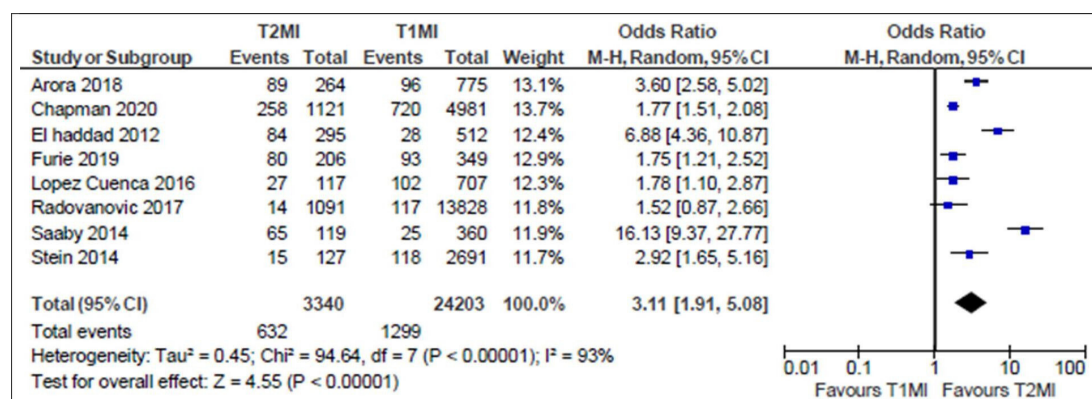 T2MI T1MI Odds Ratio Odds Ratio
Study or Subgroup Events Total Events Total Weight M-H, Random, 95% CI M-H, Random, 95% CI
Arora 2018 89 264 96 775 13.1% 3.60 [2.58, 5.02]
Chapman 2020 258 1121 720 4981 13.7% 1.77 [1.51, 2.08]
El haddad 2012 84 295 28 512 12.4% 6.88 [4.36, 10.87]
Furie 2019 80 206 93 349 12.9% 1.75 [1.21, 2.52]
Lopez Cuenca 2016 27 117 102 707 12.3% 1.78 [1.10, 2.87]
Radovanovic 2017 14 1091 117 13828 11.8% 1.52 [0.87, 2.66]
Saaby 2014 65 119 25 360 11.9% 16.13 [9.37, 27.77]
Stein 2014 15 127 118 2691 11.7% 2.92 [1.65, 5.16]
Total (95% CI) 3340 24203 100.0% 3.11 [1.91, 5.08]
Total events 632 1299
Heterogeneity: Tau² = 0.45; Chi² = 94.64, df = 7 (P < 0.00001); I² = 93%
Test for overall effect: Z = 4.55 (P < 0.00001)
0.01 0.1 1 10 100
Favours T1MI Favours T2MI